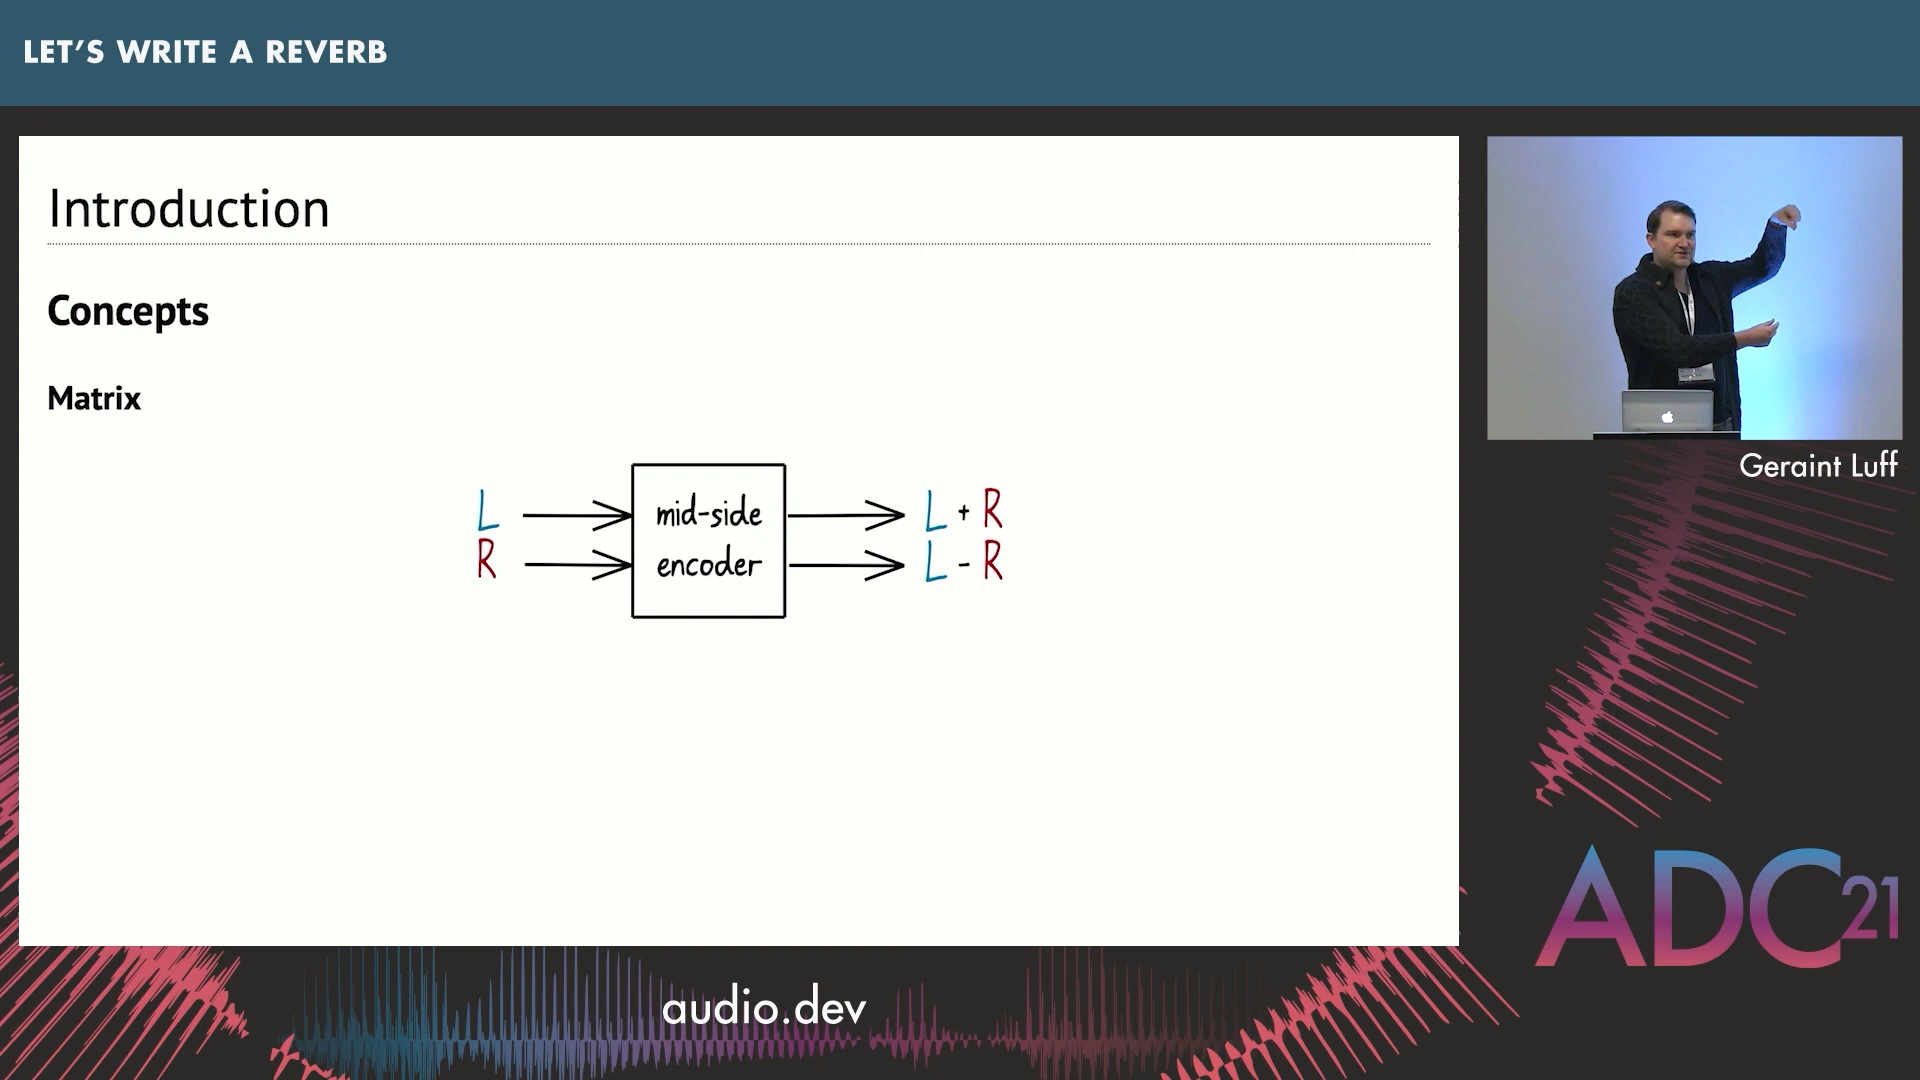 LET'S WRITE A REVERB
Introduction
Concepts
Matrix
L mid-side L + R
R encoder L - R
Geraint Luff
ADC21
audio.dev